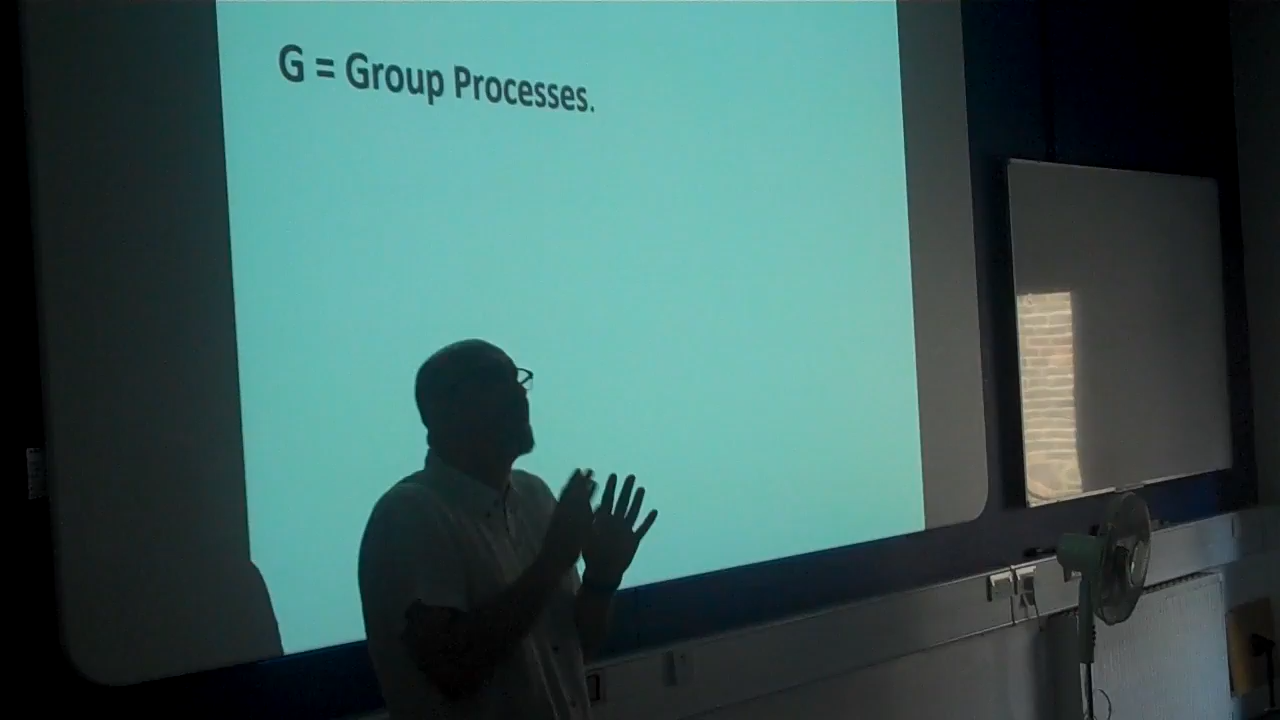 G = Group Processes.